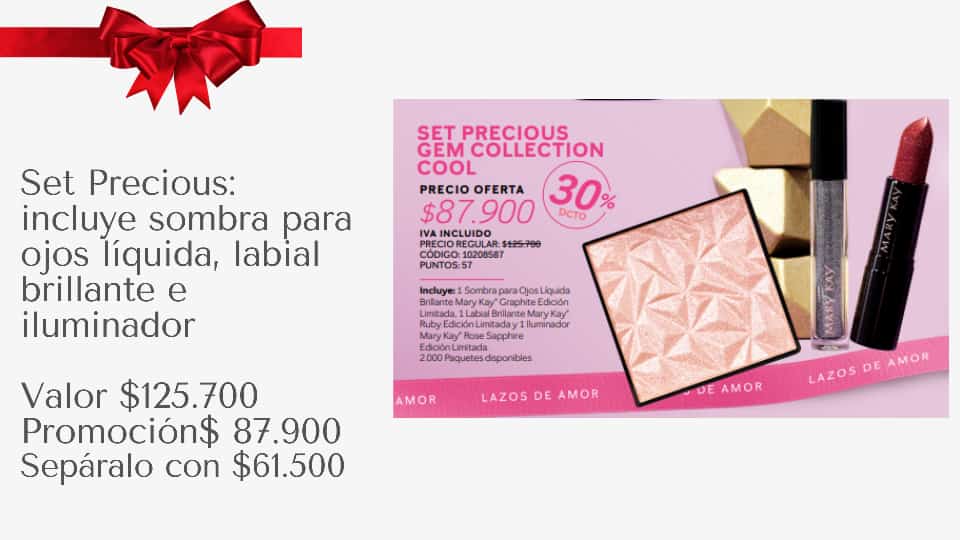 Set Precious:
incluye sombra para
ojos líquida, labial
brillante e
iluminador
Valor $125.700
Promoción$ 87.900
Sepáralo con $61.500
SET PRECIOUS
GEM COLLECTION
COOL
PRECIO OFERTA
$87.900
30%
DCTO
IVA INCLUIDO
PRECIO REGULAR: $125.700
CÓDIGO: 10208587
PUNTOS: 57
Incluye: 1 Sombra para Ojos Líquida
Brillante Mary Kay® Graphite Edición
Limitada, 1 Labial Brillante Mary Kay®
Ruby Edición Limitada y 1 Iluminador
Mary Kay® Rose Sapphire
Edición Limitada
2.000 Paquetes disponibles
MARY KAY
MARY KAY
AMOR
LAZOS DE AMOR
S DE AMOR
LAZOS DE AMOR